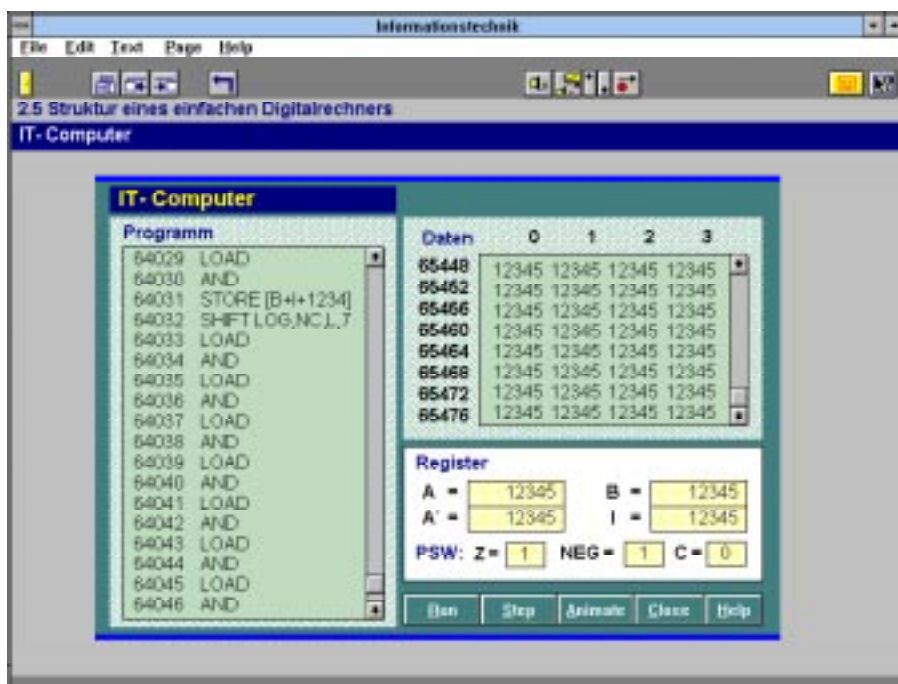 Informationstechnik
File Edit Text Page Help
2.5 Struktur eines einfachen Digitalrechners
IT- Computer
IT- Computer
Programm
64029 LOAD
64030 AND
64031 STORE [B+I+1234]
64032 SHIFT LOG,NC,L,7
64033 LOAD
64034 AND
64035 LOAD
64036 AND
64037 LOAD
64038 AND
64039 LOAD
64040 AND
64041 LOAD
64042 AND
64043 LOAD
64044 AND
64045 LOAD
64046 AND
Daten 0 1 2 3
65448 12345 12345 12345 12345
65452 12345 12345 12345 12345
65456 12345 12345 12345 12345
65460 12345 12345 12345 12345
65464 12345 12345 12345 12345
65468 12345 12345 12345 12345
65472 12345 12345 12345 12345
65476 12345 12345 12345 12345
Register
A = 12345 B = 12345
A' = 12345 I = 12345
PSW: Z = 1 NEG = 1 C = 0
Run Step Animate Close Help